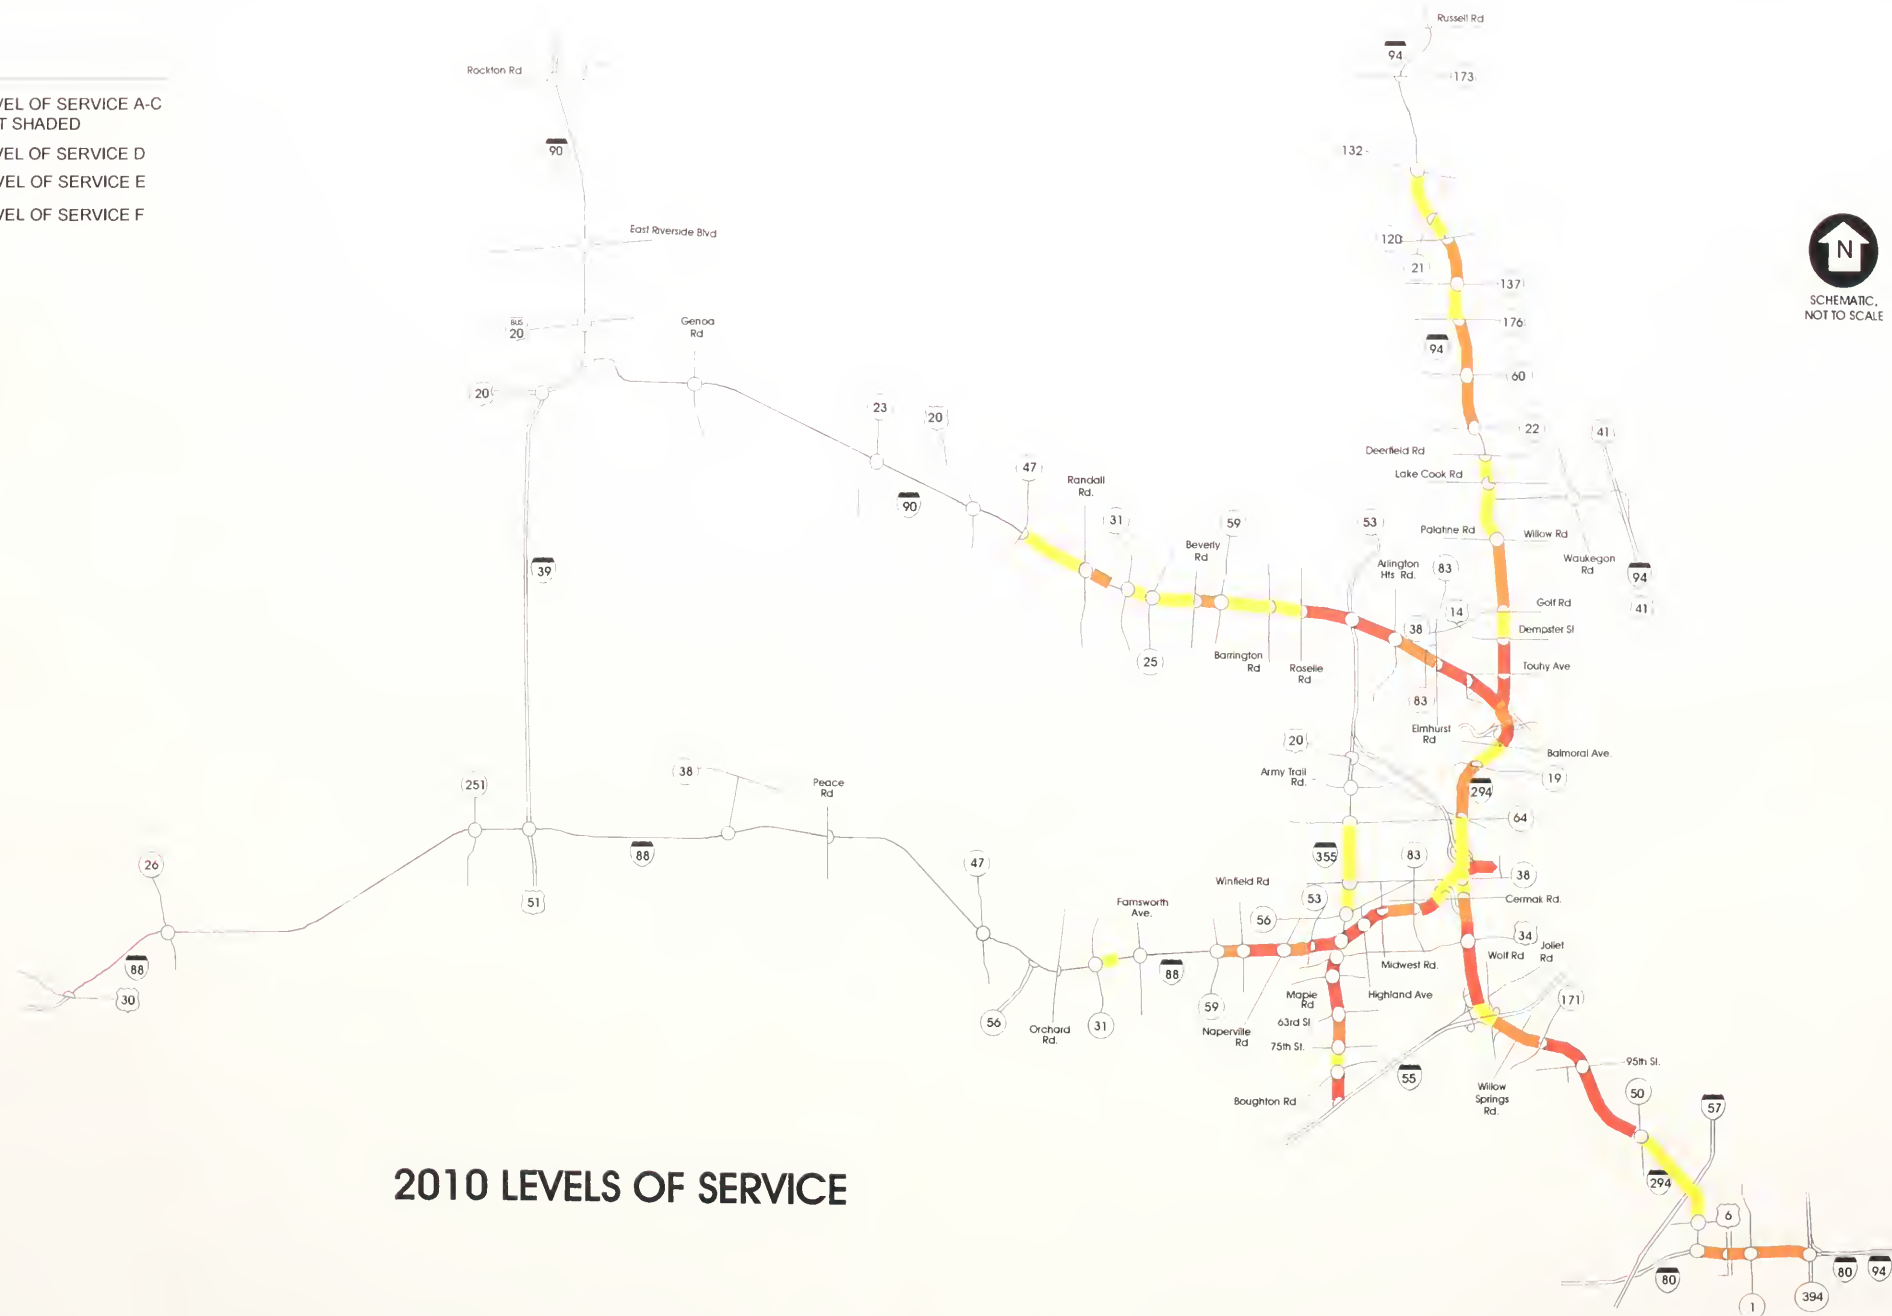 VEL OF SERVICE A-C
T SHADED
VEL OF SERVICE D
VEL OF SERVICE E
VEL OF SERVICE F
Russell Rd
94
173
Rockton Rd
90
132
East Riverside Blvd
120
21
137
N
SCHEMATIC,
NOT TO SCALE
BUS
20
Genoa
Rd
176
94
60
20
23
20
22
41
Deerfield Rd
Lake Cook Rd
47
Randall
Rd.
90
31
59
53
Palatine Rd
Willow Rd
Beverly
Rd
Arlington
Hts Rd.
83
Waukegon
Rd
39
94
41
14
Golf Rd
38
Dempster St
25
Barrington
Rd
Roselle
Rd
Touhy Ave
83
Elmhurst
Rd
20
Balmoral Ave.
Army Trail
Rd.
19
294
251
38
Peace
Rd
64
26
88
47
355
83
38
Winfield Rd
53
Cermak Rd.
51
Farnsworth
Ave.
56
34
Joliet
Rd
Wolf Rd
88
88
Midwest Rd.
30
Maple
Rd
Highland Ave
171
56
Orchard
Rd.
31
59
Naperville
Rd
63rd St
75th St.
95th St.
55
Boughton Rd
Willow
Springs
Rd.
50
57
2010 LEVELS OF SERVICE
294
6
80
80
94
1
394